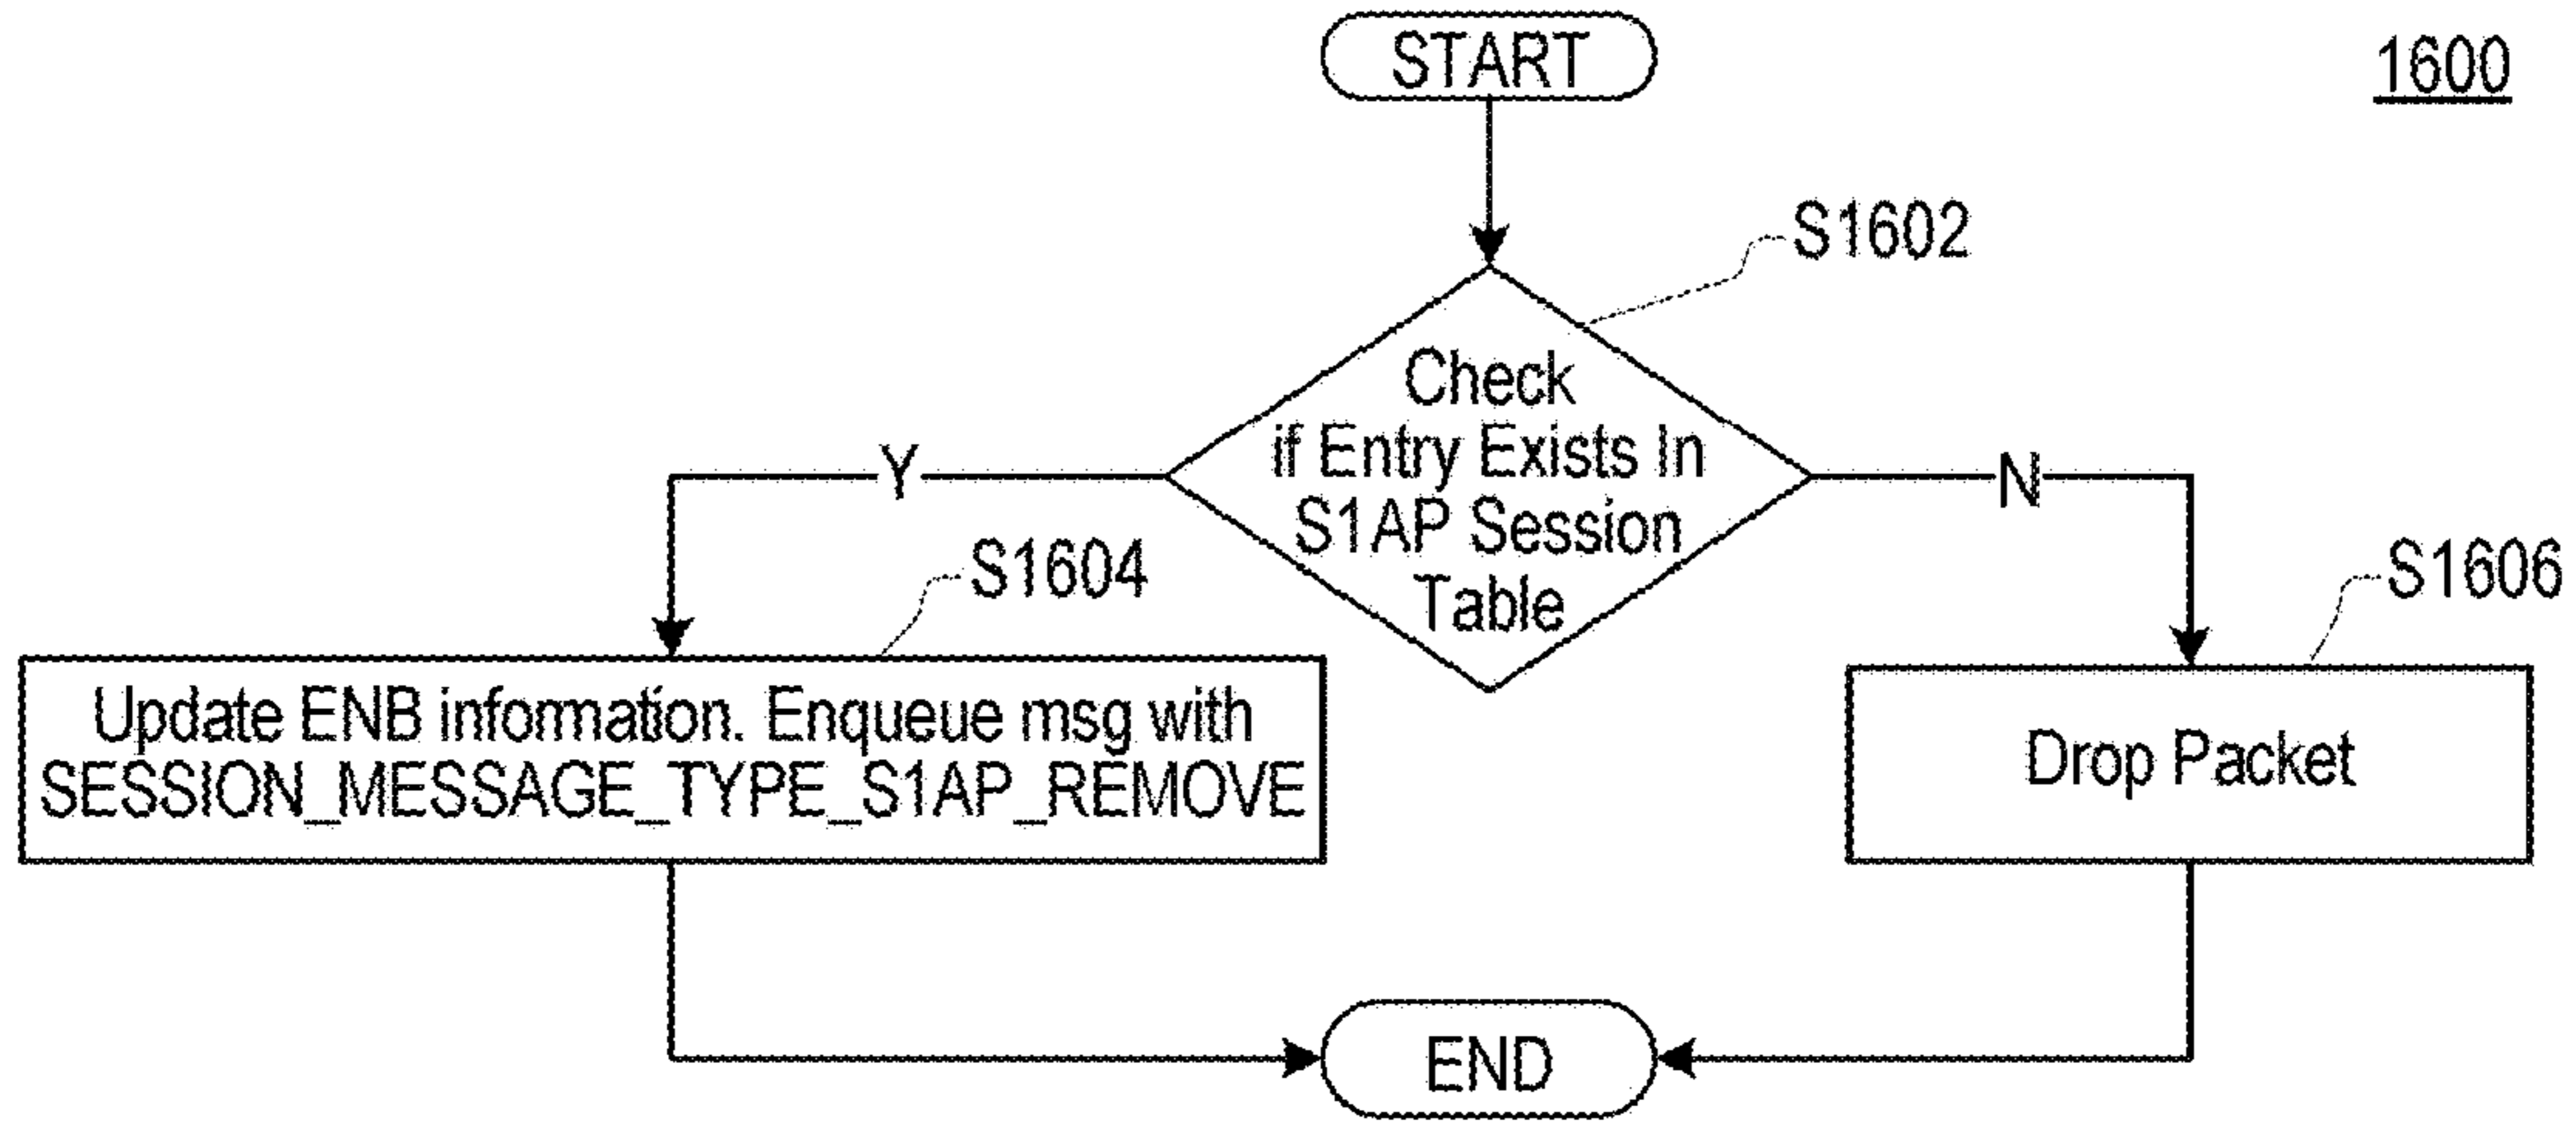 START
1600
S1602
Check
if Entry Exists In
S1AP Session
Table
Y
N
S1604
S1606
Update ENB information. Enqueue msg with
SESSION_MESSAGE_TYPE_S1AP_REMOVE
Drop Packet
END